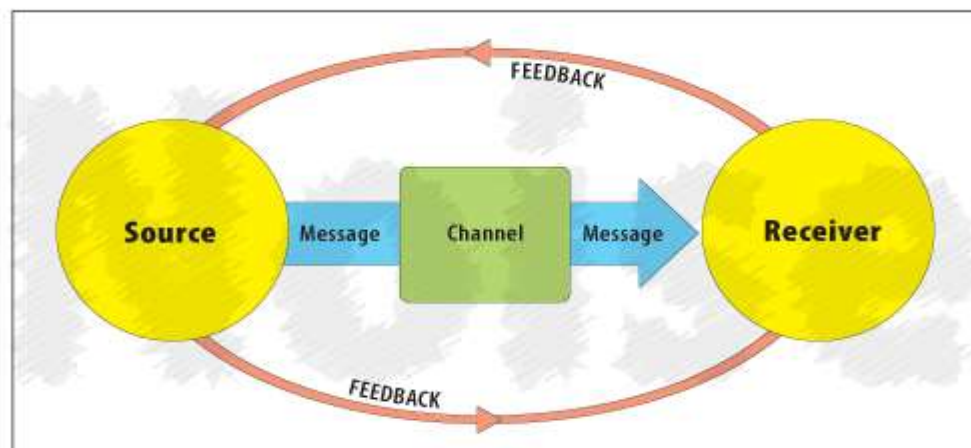 FEEDBACK
Source
Message
Channel
Message
Receiver
FEEDBACK